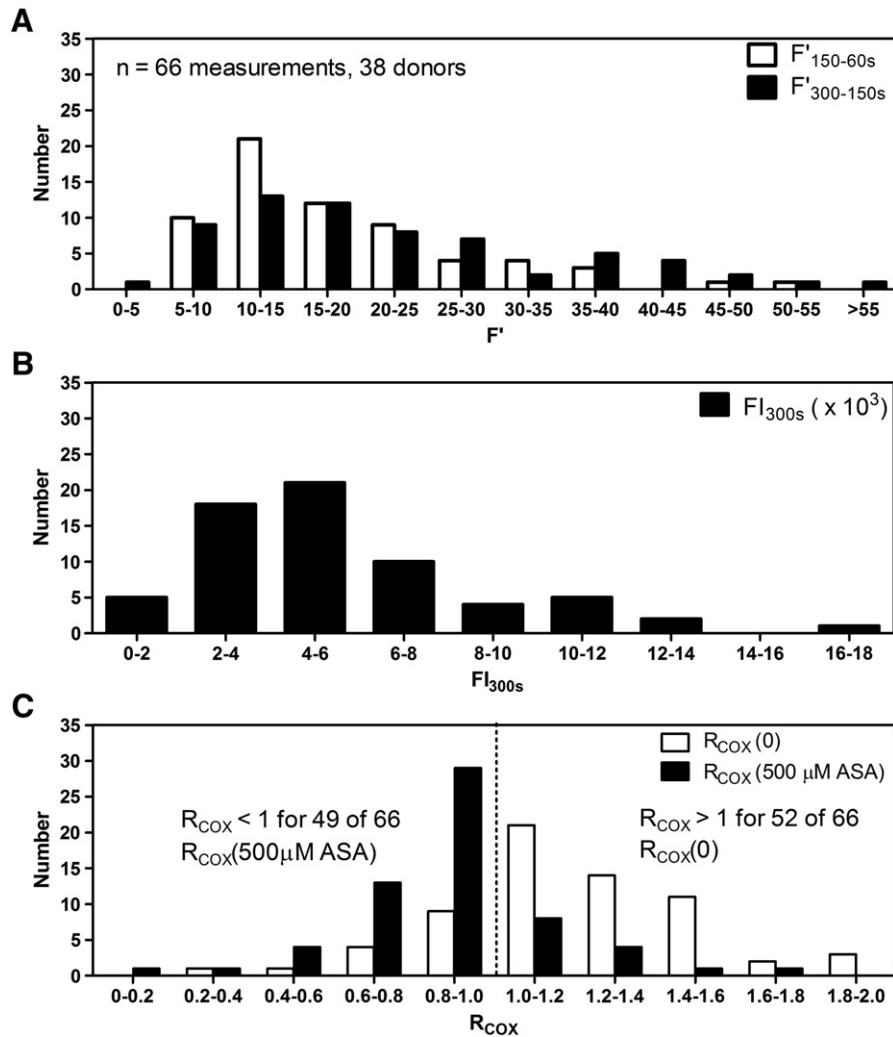 A
n = 66 measurements, 38 donors
F'150-60s
F'300-150s
Number
35
30
25
20
15
10
5
0
0-5 5-10 10-15 15-20 20-25 25-30 30-35 35-40 40-45 45-50 50-55 >55
F'
B
FI300s ( x 10³)
Number
35
30
25
20
15
10
5
0
0-2 2-4 4-6 6-8 8-10 10-12 12-14 14-16 16-18
FI300s
C
RCOX (0)
RCOX (500 μM ASA)
RCOX < 1 for 49 of 66
RCOX(500μM ASA)
RCOX > 1 for 52 of 66
RCOX(0)
Number
35
30
25
20
15
10
5
0
0-0.2 0.2-0.4 0.4-0.6 0.6-0.8 0.8-1.0 1.0-1.2 1.2-1.4 1.4-1.6 1.6-1.8 1.8-2.0
RCOX